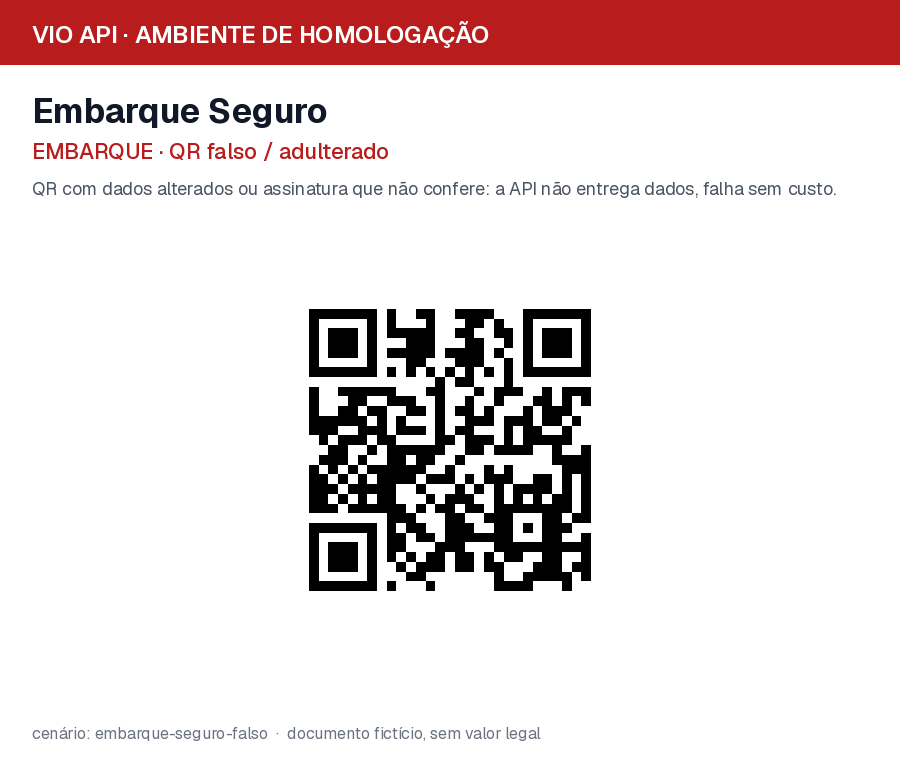 VIO API · AMBIENTE DE HOMOLOGAÇÃO
Embarque Seguro
EMBARQUE · QR falso / adulterado
QR com dados alterados ou assinatura que não confere: a API não entrega dados, falha sem custo.
cenário: embarque-seguro-falso · documento fictício, sem valor legal